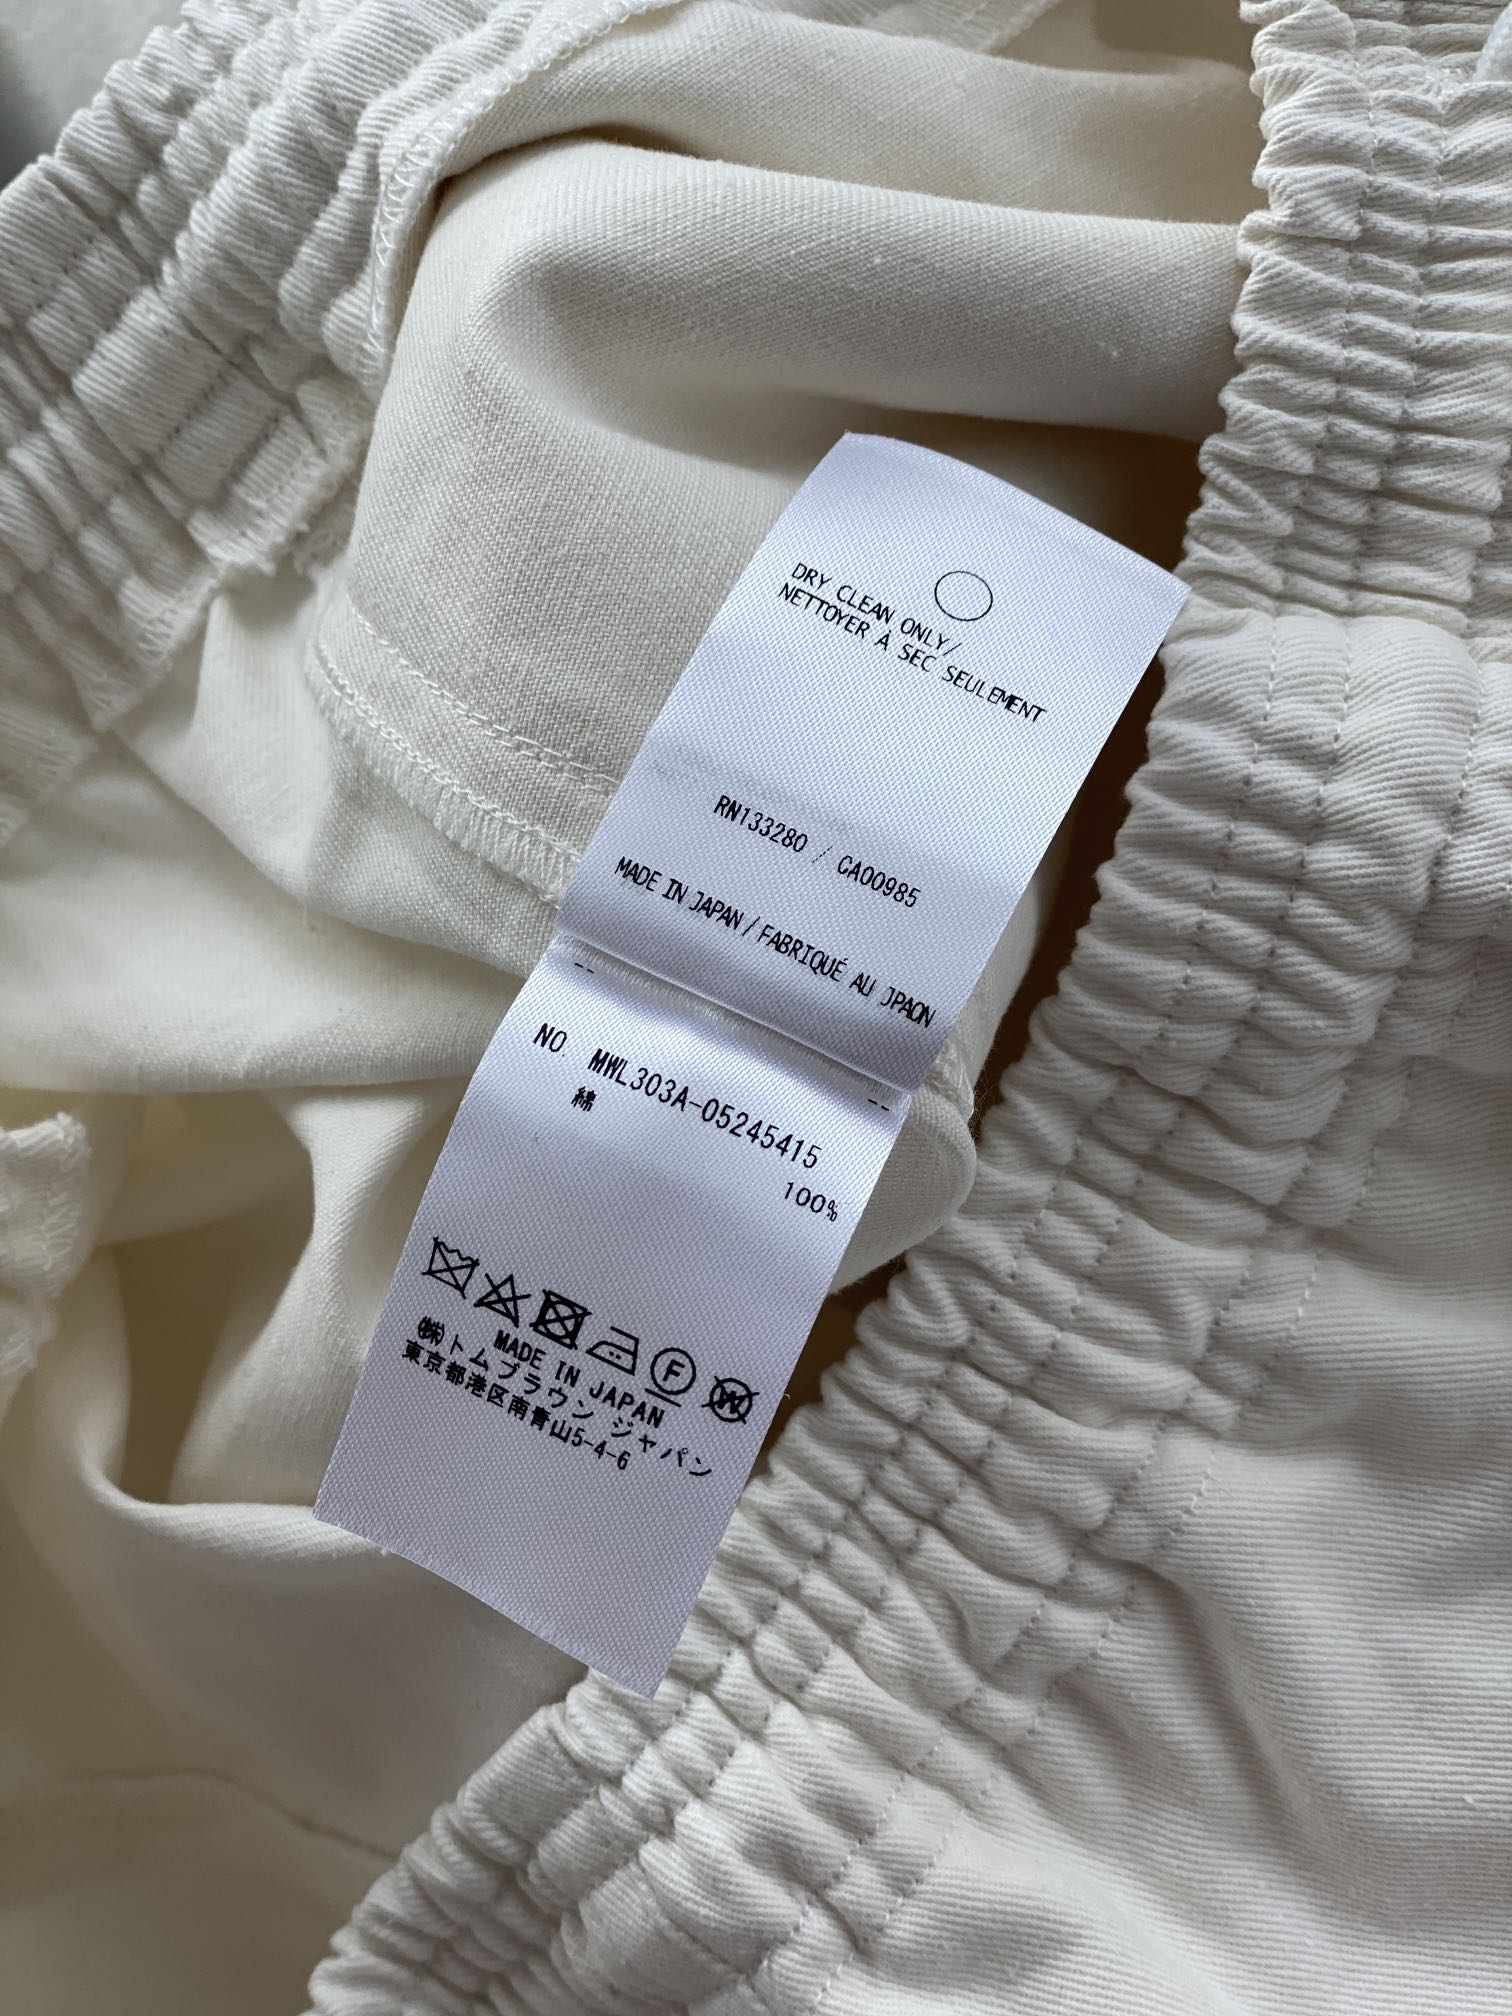 DRY CLEAN ONLY/
NETTOYER À SEC SEULEMENT
RN133280 / CA00985
MADE IN JAPAN / FABRIQUÉ AU JPAON
NO. MWL303A-05245415
綿 100%
F W
MADE IN JAPAN
㈱トムブラウン ジャパン
東京都港区南青山5-4-6